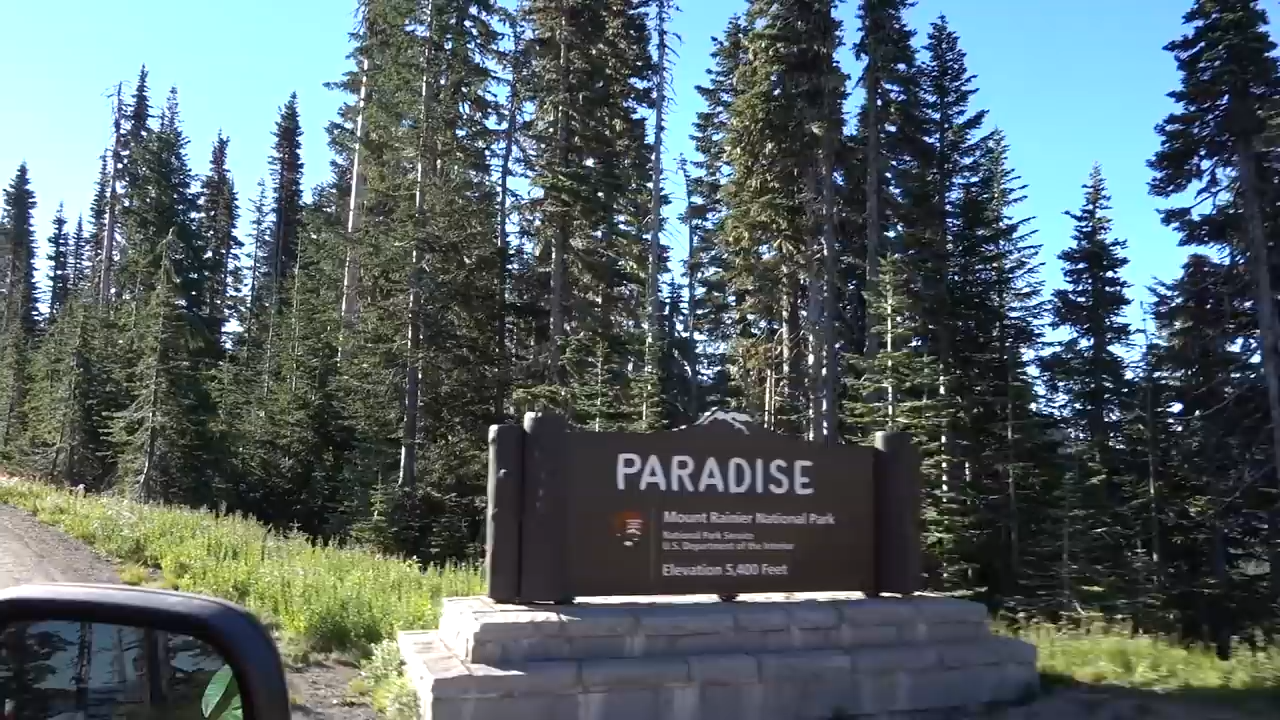 PARADISE
Mount Rainier National Park
National Park Service
U.S. Department of the Interior
Elevation 5,400 Feet